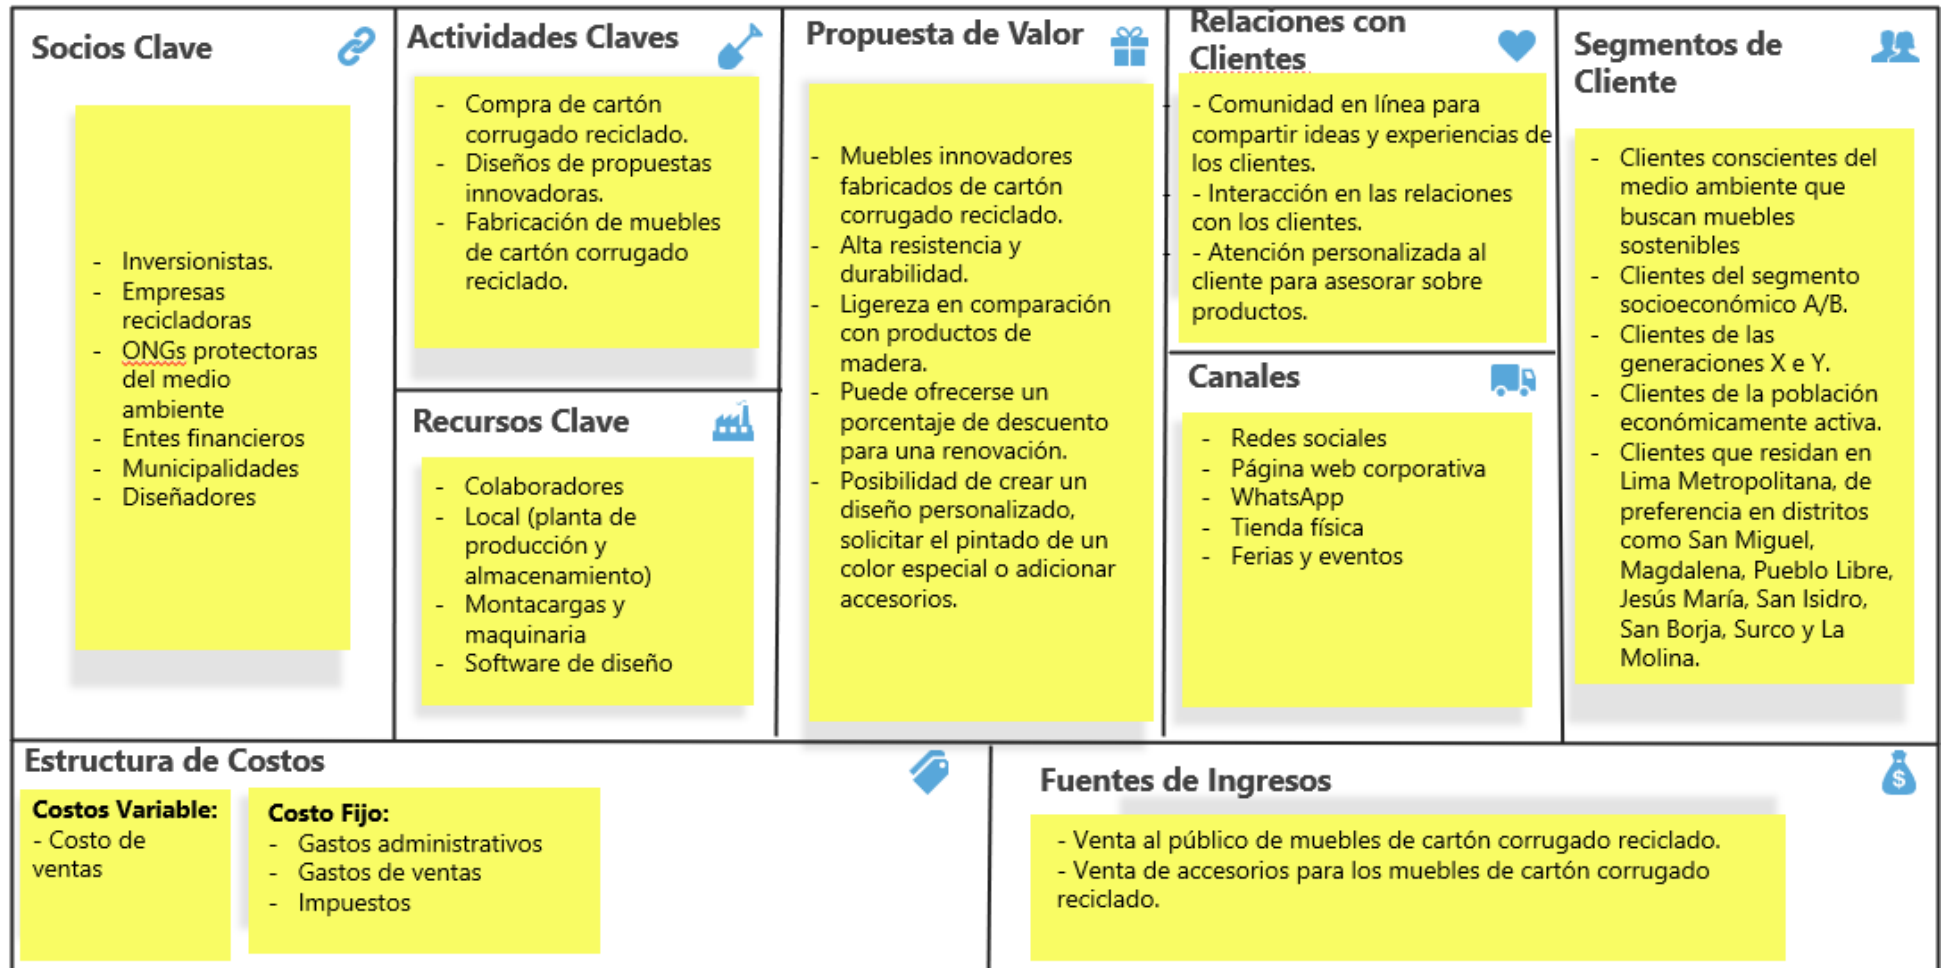 Socios Clave
- Inversionistas.
- Empresas
recicladoras
- ONGs protectoras
del medio
ambiente
- Entes financieros
- Municipalidades
- Diseñadores
Actividades Claves
- Compra de cartón
corrugado reciclado.
- Diseños de propuestas
innovadoras.
- Fabricación de muebles
de cartón corrugado
reciclado.
Recursos Clave
- Colaboradores
- Local (planta de
producción y
almacenamiento)
- Montacargas y
maquinaria
- Software de diseño
Propuesta de Valor
- Muebles innovadores
fabricados de cartón
corrugado reciclado.
- Alta resistencia y
durabilidad.
- Ligereza en comparación
con productos de
madera.
- Puede ofrecerse un
porcentaje de descuento
para una renovación.
- Posibilidad de crear un
diseño personalizado,
solicitar el pintado de un
color especial o adicionar
accesorios.
Relaciones con
Clientes
- - Comunidad en línea para
compartir ideas y experiencias de
los clientes.
- - Interacción en las relaciones
con los clientes.
- - Atención personalizada al
cliente para asesorar sobre
productos.
Canales
- Redes sociales
- Página web corporativa
- WhatsApp
- Tienda física
- Ferias y eventos
Segmentos de
Cliente
- Clientes conscientes del
medio ambiente que
buscan muebles
sostenibles
- Clientes del segmento
socioeconómico A/B.
- Clientes de las
generaciones X e Y.
- Clientes de la población
económicamente activa.
- Clientes que residan en
Lima Metropolitana, de
preferencia en distritos
como San Miguel,
Magdalena, Pueblo Libre,
Jesús María, San Isidro,
San Borja, Surco y La
Molina.
Estructura de Costos
Costos Variable:
- Costo de
ventas
Costo Fijo:
- Gastos administrativos
- Gastos de ventas
- Impuestos
Fuentes de Ingresos
$
- Venta al público de muebles de cartón corrugado reciclado.
- Venta de accesorios para los muebles de cartón corrugado
reciclado.